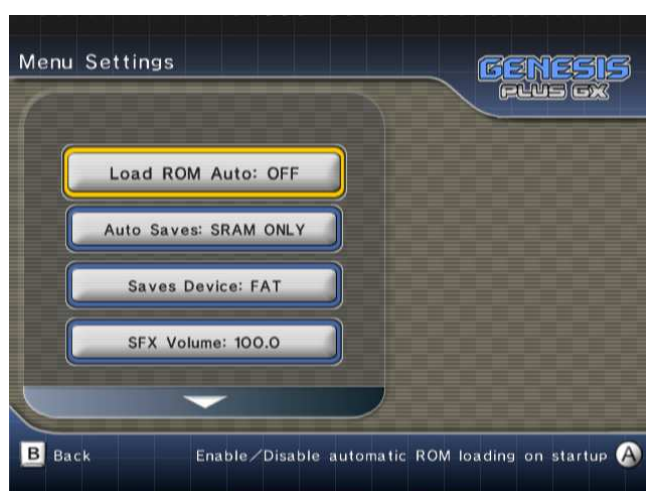 Menu Settings
GENESIS
PLUS GX
Load ROM Auto: OFF
Auto Saves: SRAM ONLY
Saves Device: FAT
SFX Volume: 100.0
B Back
Enable/Disable automatic ROM loading on startup A